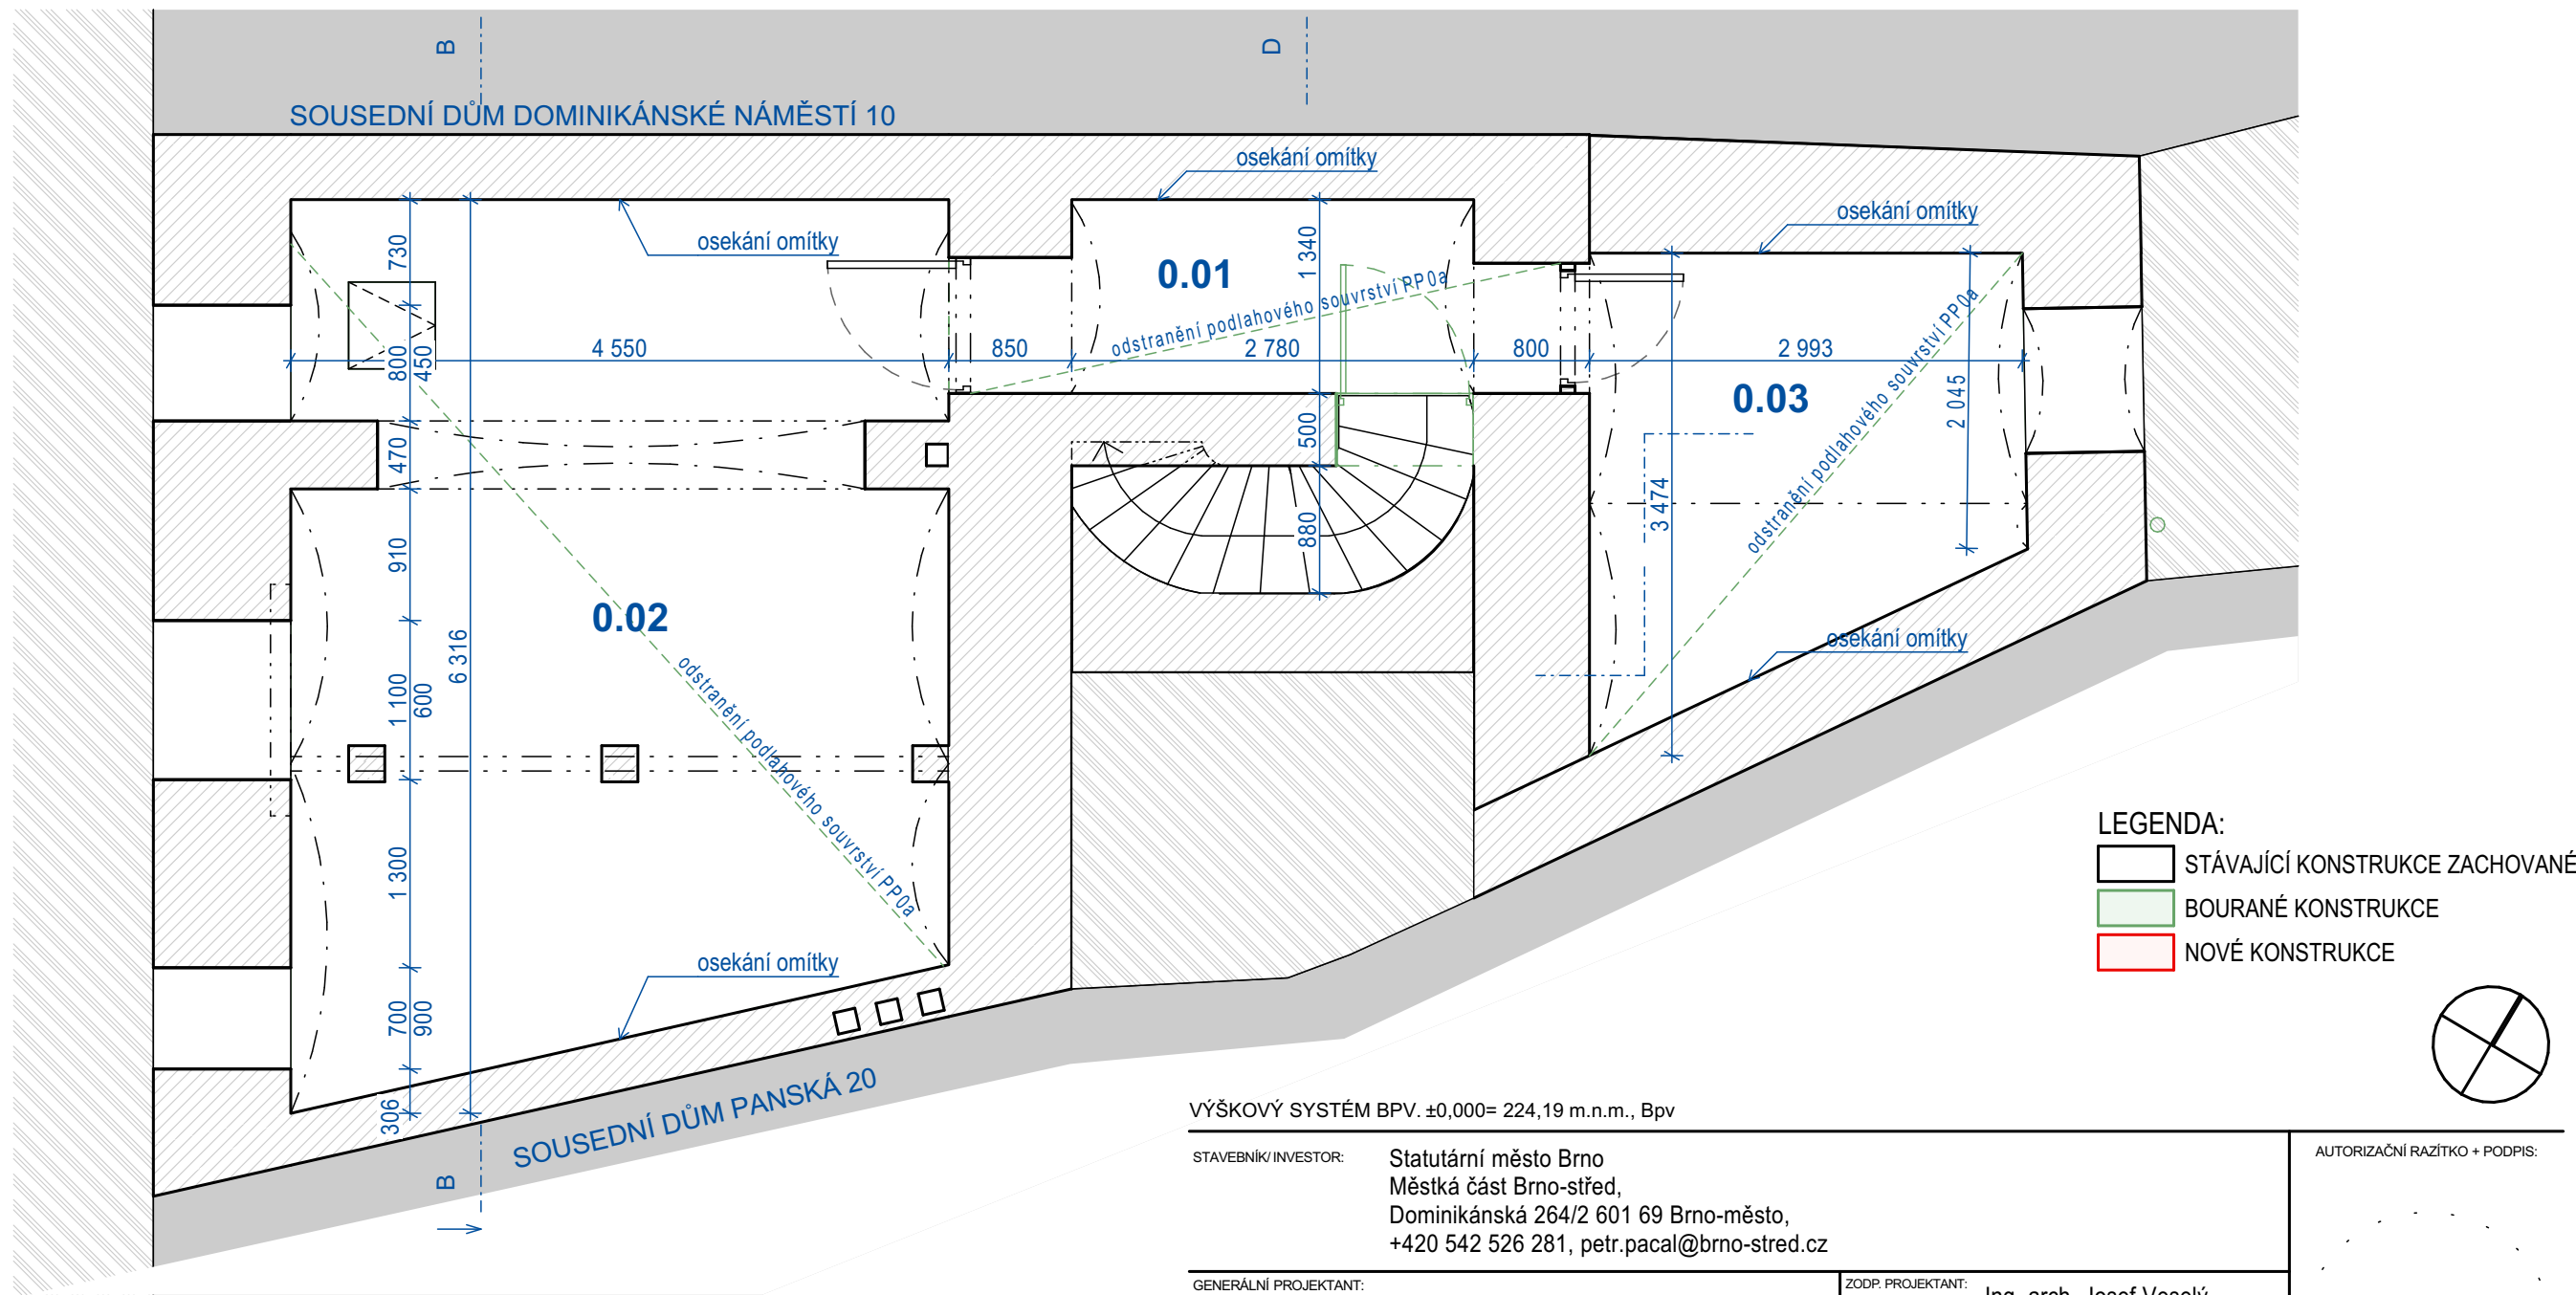 B
D
SOUSEDNÍ DŮM DOMINIKÁNSKÉ NÁMĚSTÍ 10
osekání omítky
osekání omítky
osekání omítky
730
1 340
0.01
odstranění podlahového souvrství PP0a
800
450
4 550
850
2 780
800
2 993
0.03
2 045
odstranění podlahového souvrství PP0a
470
500
3 474
910
880
0.02
6 316
osekání omítky
1 100
600
odstranění podlahového souvrství PP0a
1 300
osekání omítky
700
900
306
SOUSEDNÍ DŮM PANSKÁ 20
B
LEGENDA:
STÁVAJÍCÍ KONSTRUKCE ZACHOVANÉ
BOURANÉ KONSTRUKCE
NOVÉ KONSTRUKCE
VÝŠKOVÝ SYSTÉM BPV. ±0,000= 224,19 m.n.m., Bpv
STAVEBNÍK/ INVESTOR:
Statutární město Brno
Městká část Brno-střed,
Dominikánská 264/2 601 69 Brno-město,
+420 542 526 281, petr.pacal@brno-stred.cz
AUTORIZAČNÍ RAZÍTKO + PODPIS:
GENERÁLNÍ PROJEKTANT:
ZODP. PROJEKTANT:
Ing. arch. Josef Veselý